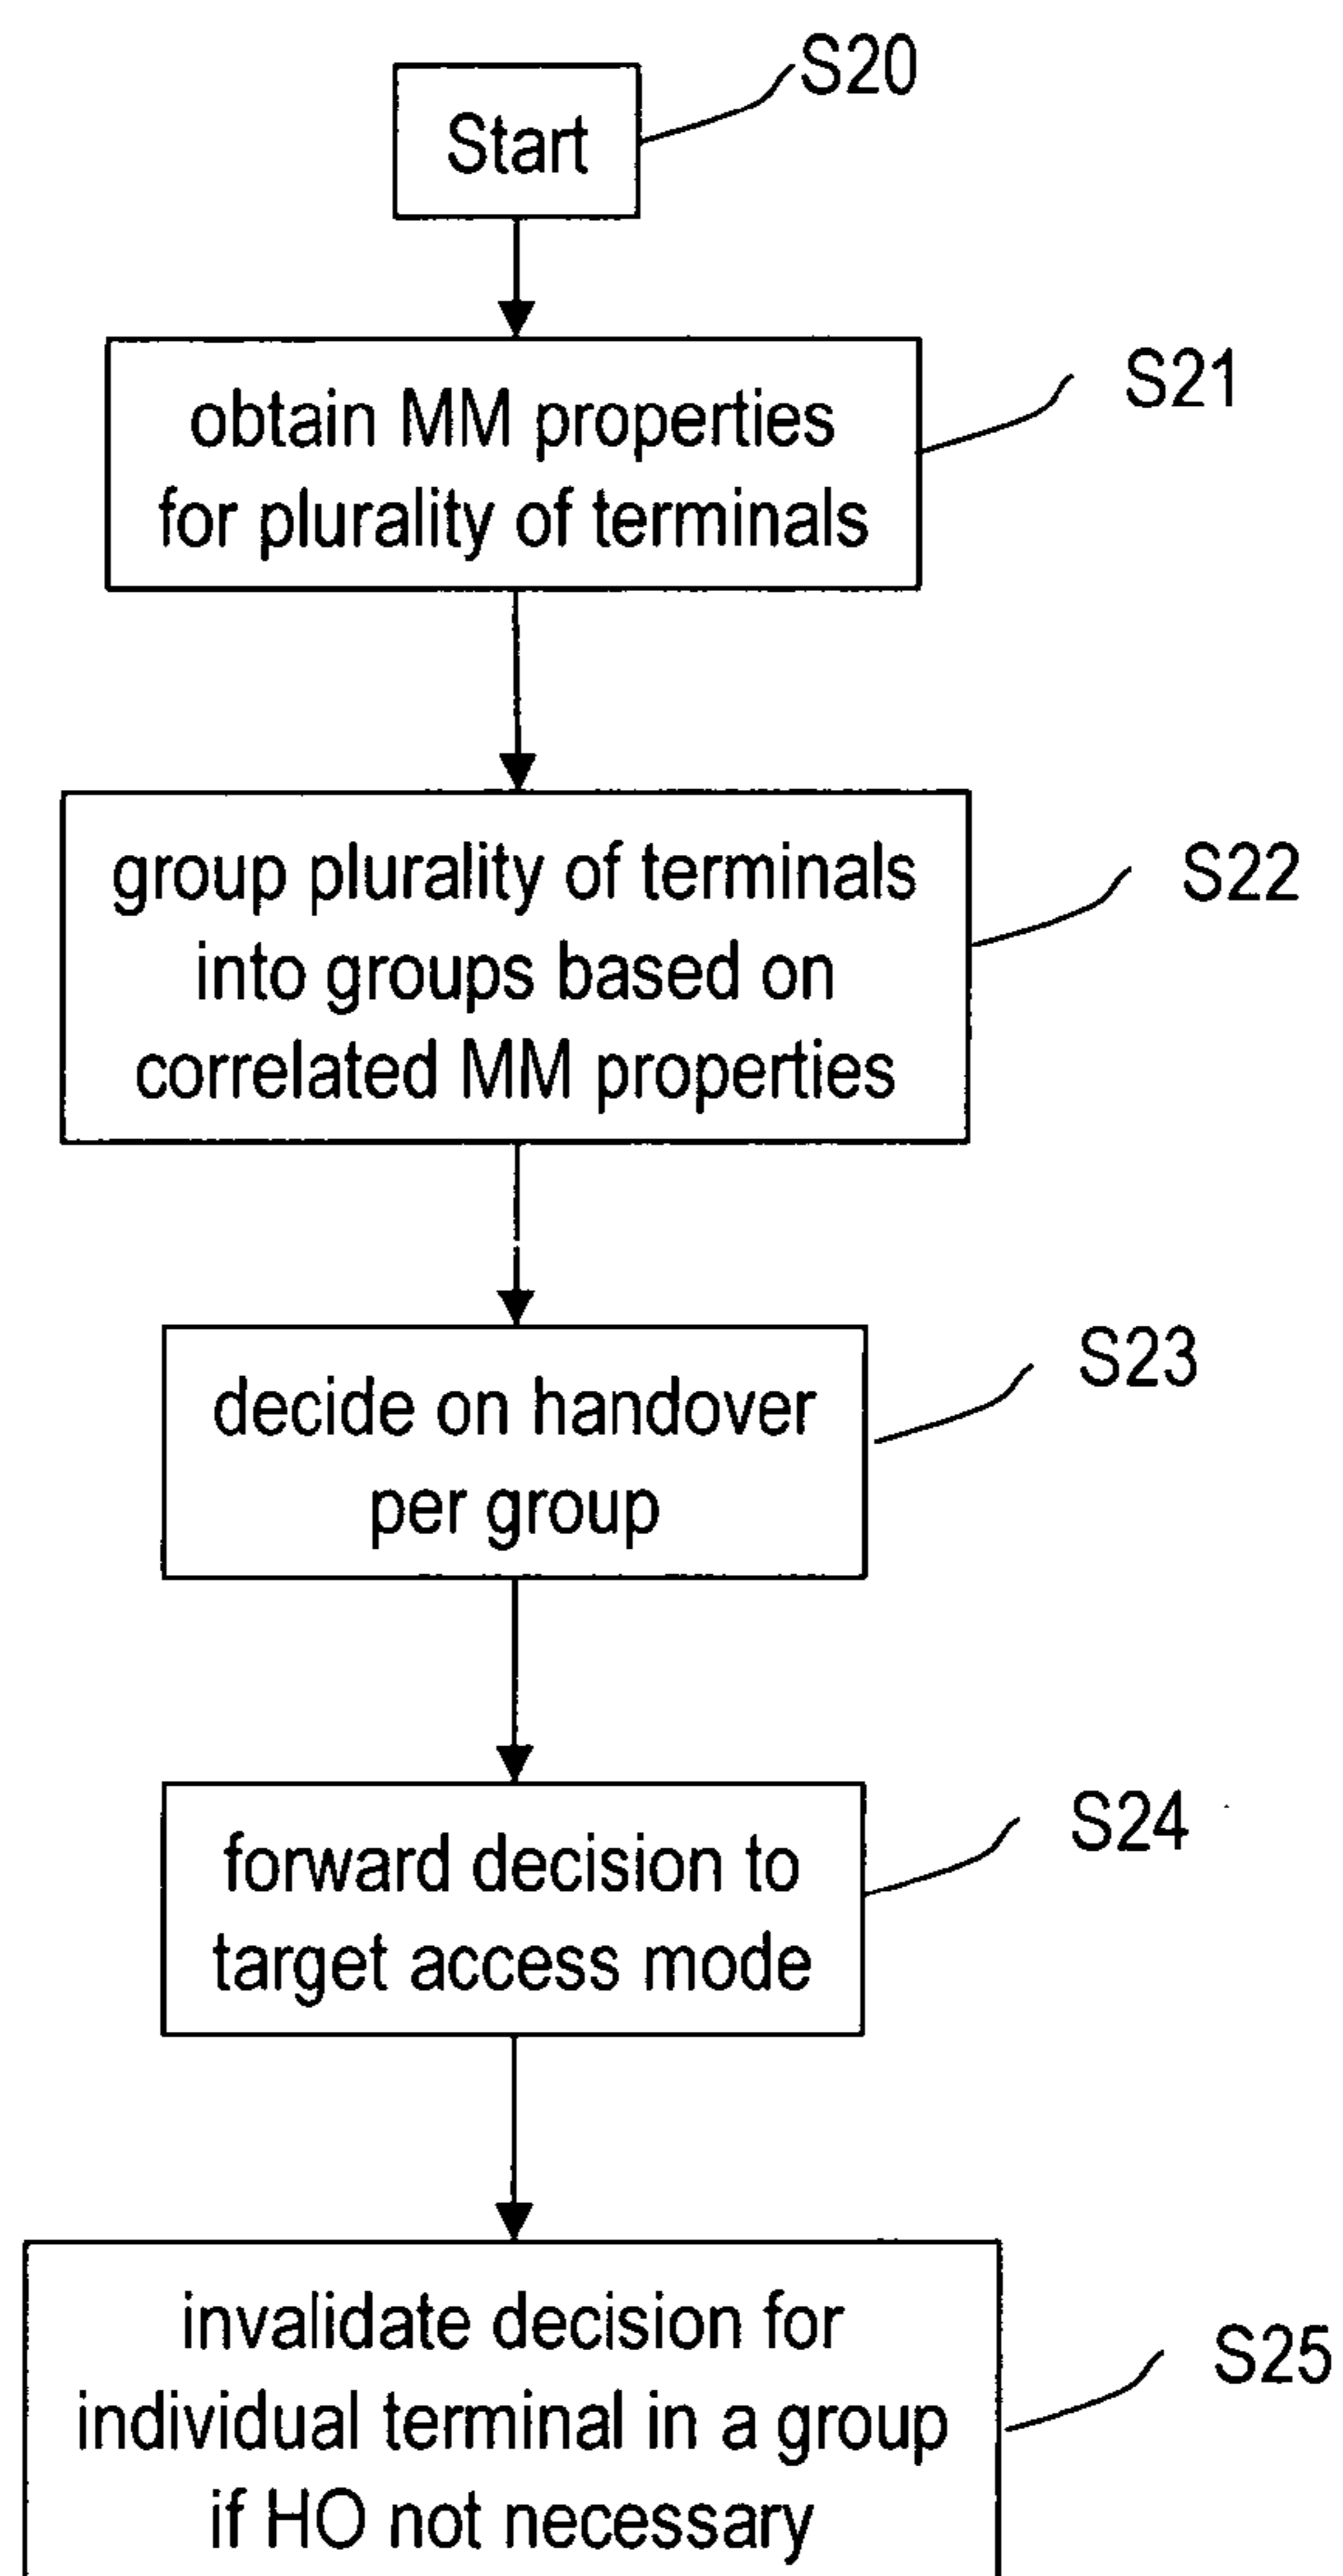 S20
Start
S21
obtain MM properties
for plurality of terminals
S22
group plurality of terminals
into groups based on
correlated MM properties
S23
decide on handover
per group
S24
forward decision to
target access mode
S25
invalidate decision for
individual terminal in a group
if HO not necessary